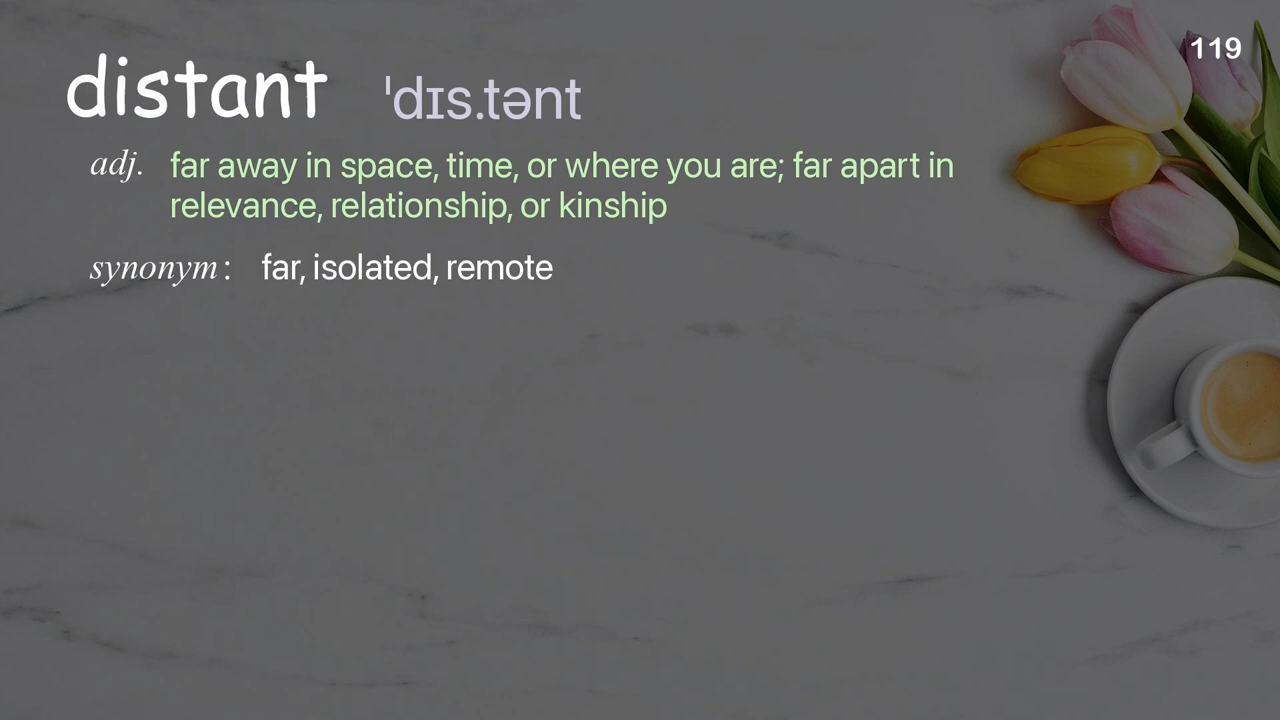 119
distant ˈdɪs.tənt
adj. far away in space, time, or where you are; far apart in
relevance, relationship, or kinship
synonym: far, isolated, remote